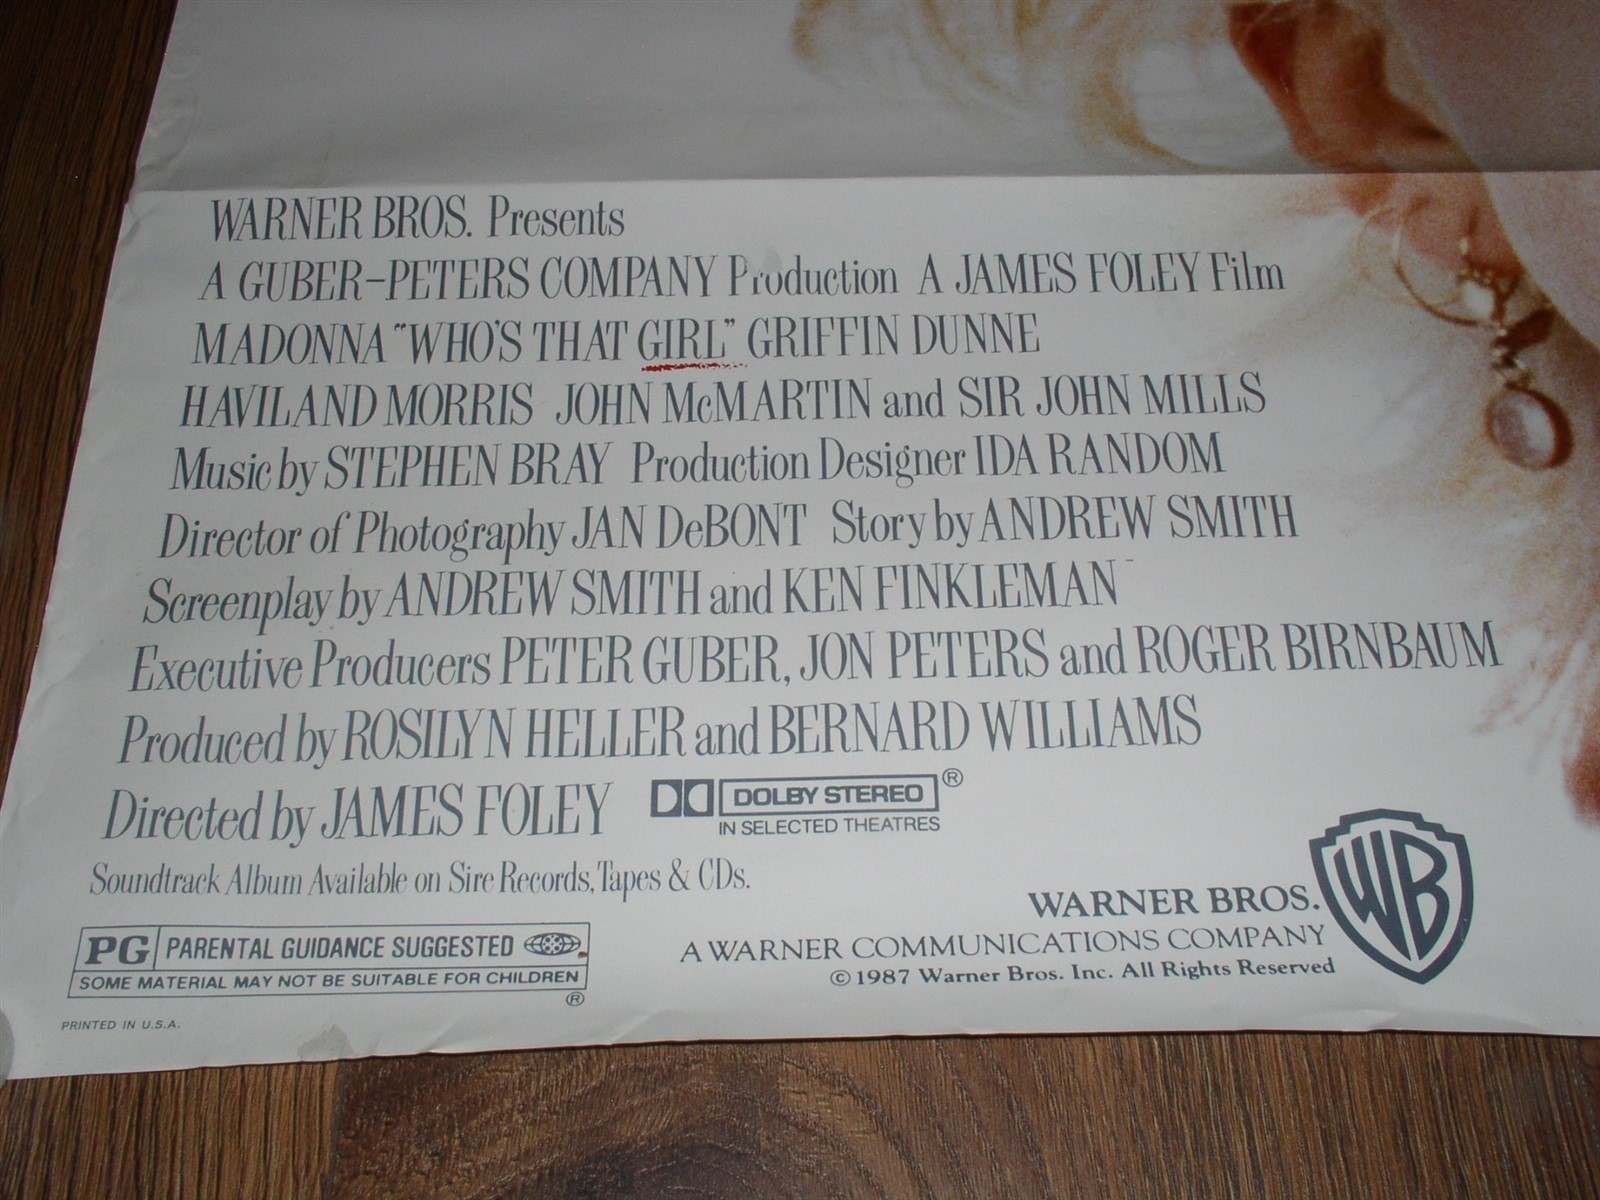 WARNER BROS. Presents
A GUBER-PETERS COMPANY Production A JAMES FOLEY Film
MADONNA "WHO'S THAT GIRL" GRIFFIN DUNNE
HAVILAND MORRIS JOHN McMARTIN and SIR JOHN MILLS
Music by STEPHEN BRAY Production Designer IDA RANDOM
Director of Photography JAN DeBONT Story by ANDREW SMITH
Screenplay by ANDREW SMITH and KEN FINKLEMAN
Executive Producers PETER GUBER, JON PETERS and ROGER BIRNBAUM
Produced by ROSILYN HELLER and BERNARD WILLIAMS
Directed by JAMES FOLEY DOLBY STEREO ®
IN SELECTED THEATRES
Soundtrack Album Available on Sire Records, Tapes & CDs.
PG PARENTAL GUIDANCE SUGGESTED
SOME MATERIAL MAY NOT BE SUITABLE FOR CHILDREN
®
PRINTED IN U.S.A.
WARNER BROS.
A WARNER COMMUNICATIONS COMPANY
© 1987 Warner Bros. Inc. All Rights Reserved
WB